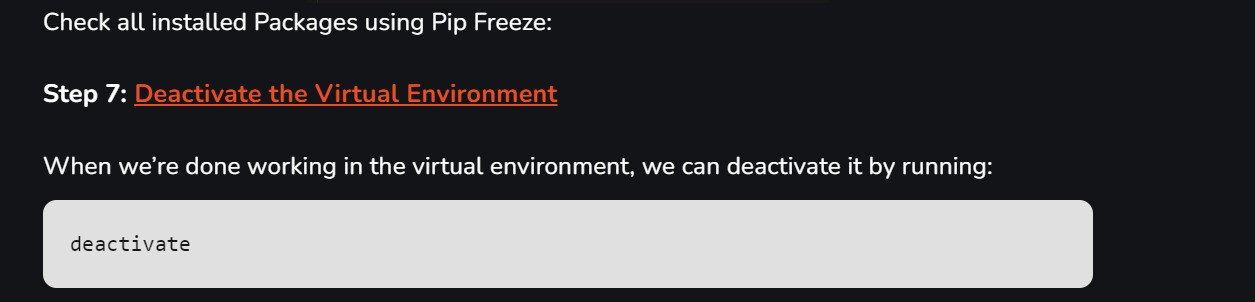 Check all installed Packages using Pip Freeze:
Step 7: Deactivate the Virtual Environment
When we’re done working in the virtual environment, we can deactivate it by running:
deactivate